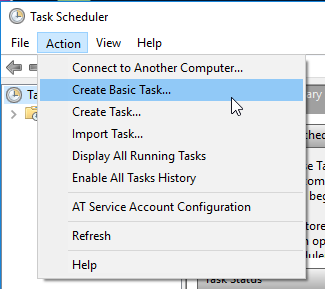 Task Scheduler
File Action View Help
Connect to Another Computer...
Create Basic Task...
Create Task...
Import Task...
Display All Running Tasks
Enable All Tasks History
AT Service Account Configuration
Refresh
Help
Task Status